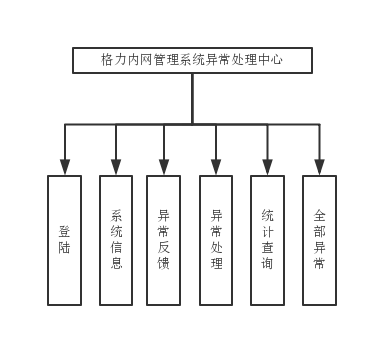 格力内网管理系统异常处理中心
登陆
系统信息
异常反馈
异常处理
统计查询
全部异常